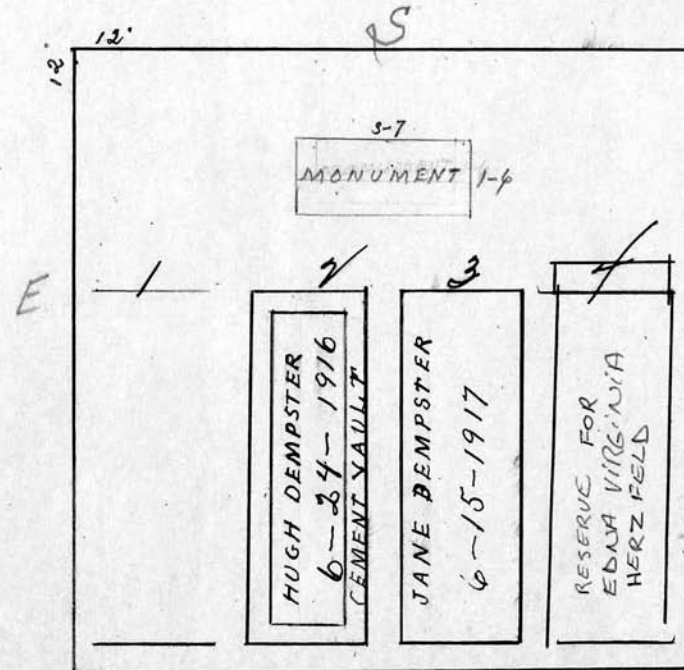 S
12'
12
3-7
MONUMENT 1-6
E
1 2 3 4
HUGH DEMPSTER
6-24-1916
CEMENT VAULT
JANE DEMPSTER
6-15-1917
RESERVE FOR
EDNA VIRGINIA
HERZFELD